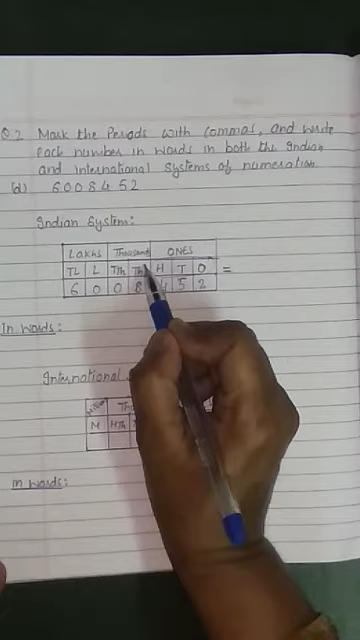 Q.2 Mark the Periods with Commas, and write
each number in words in both the Indian
and International Systems of numeration.
(d) 6008452
Indian System:
Lakhs Thousand ONES
TL L TTh Th H T O =
6 0 0 8 4 5 2
In words:
International
Million
M HTh
In words: